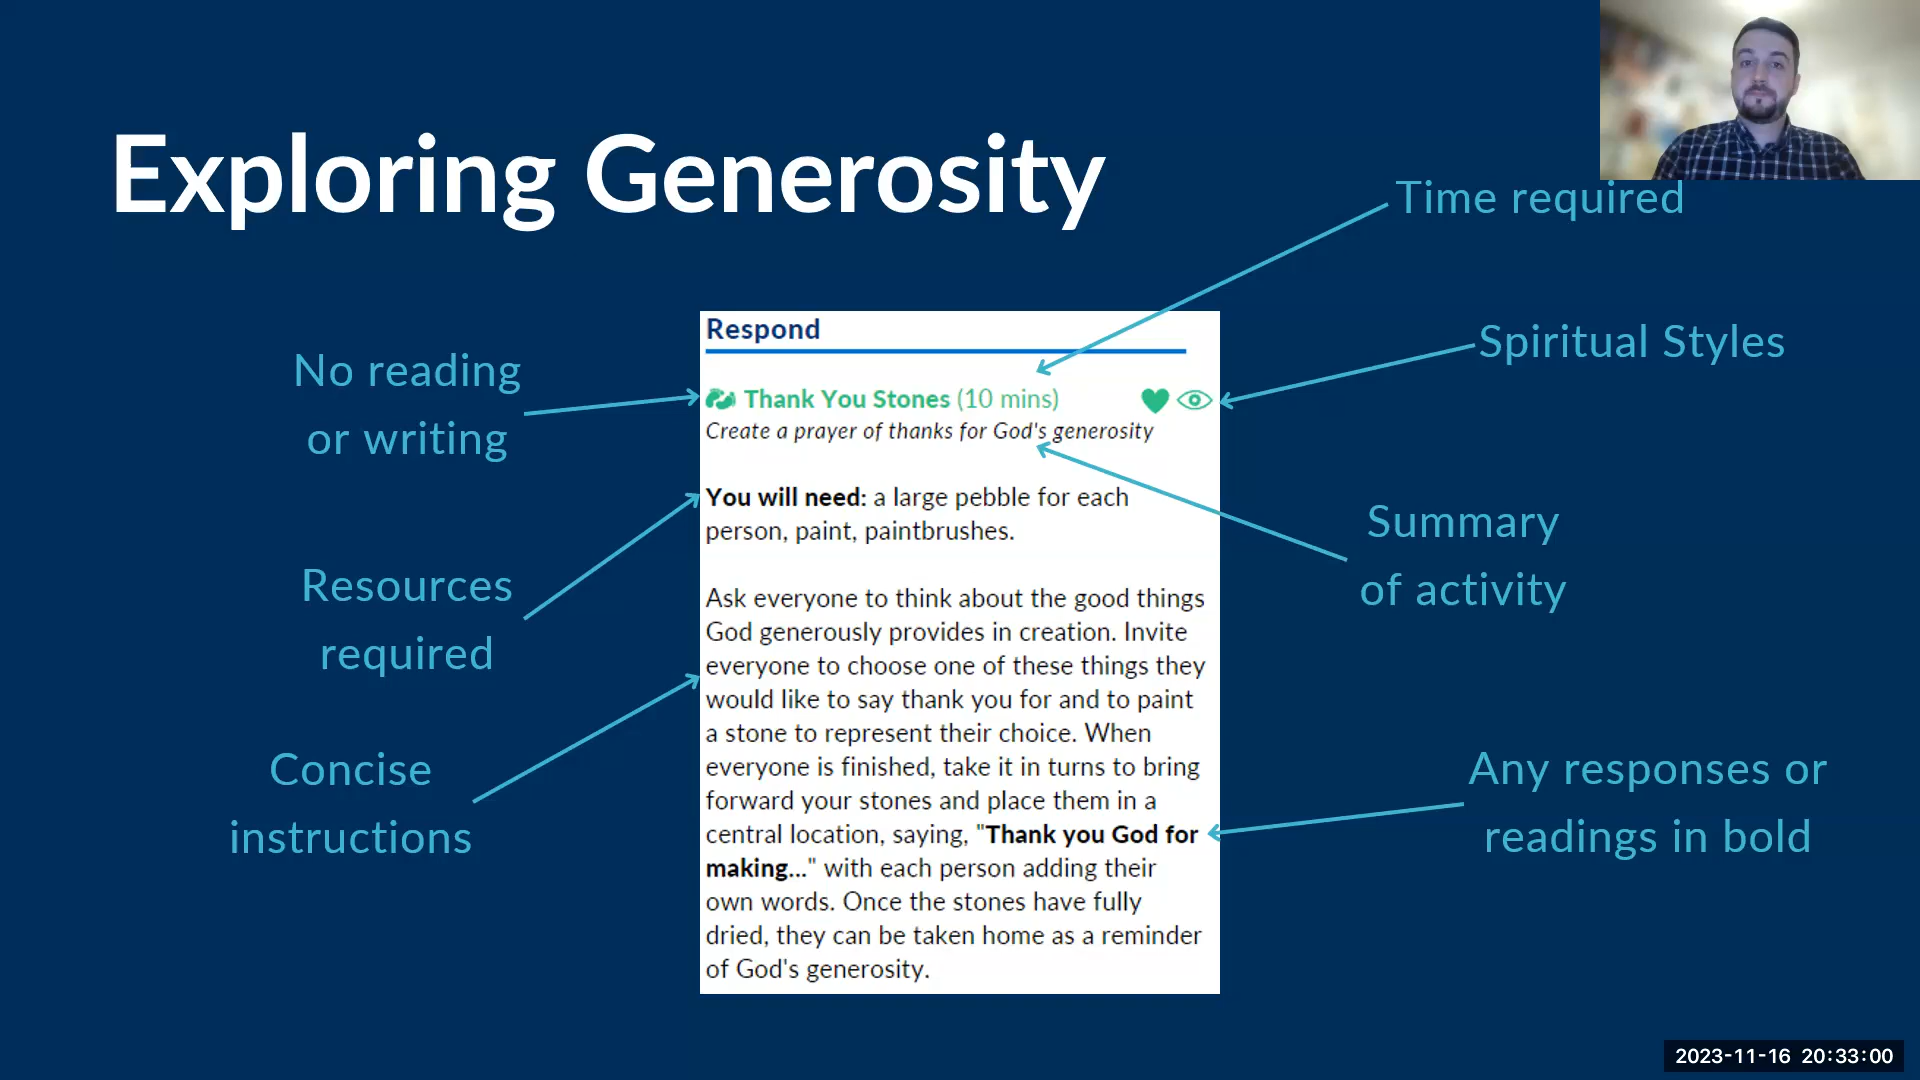 Exploring Generosity
Time required
Spiritual Styles
No reading
or writing
Resources
required
Concise
instructions
Respond
Thank You Stones (10 mins)
Create a prayer of thanks for God's generosity
You will need: a large pebble for each
person, paint, paintbrushes.
Ask everyone to think about the good things
God generously provides in creation. Invite
everyone to choose one of these things they
would like to say thank you for and to paint
a stone to represent their choice. When
everyone is finished, take it in turns to bring
forward your stones and place them in a
central location, saying, "Thank you God for
making..." with each person adding their
own words. Once the stones have fully
dried, they can be taken home as a reminder
of God's generosity.
Summary
of activity
Any responses or
readings in bold
2023-11-16 20:33:00